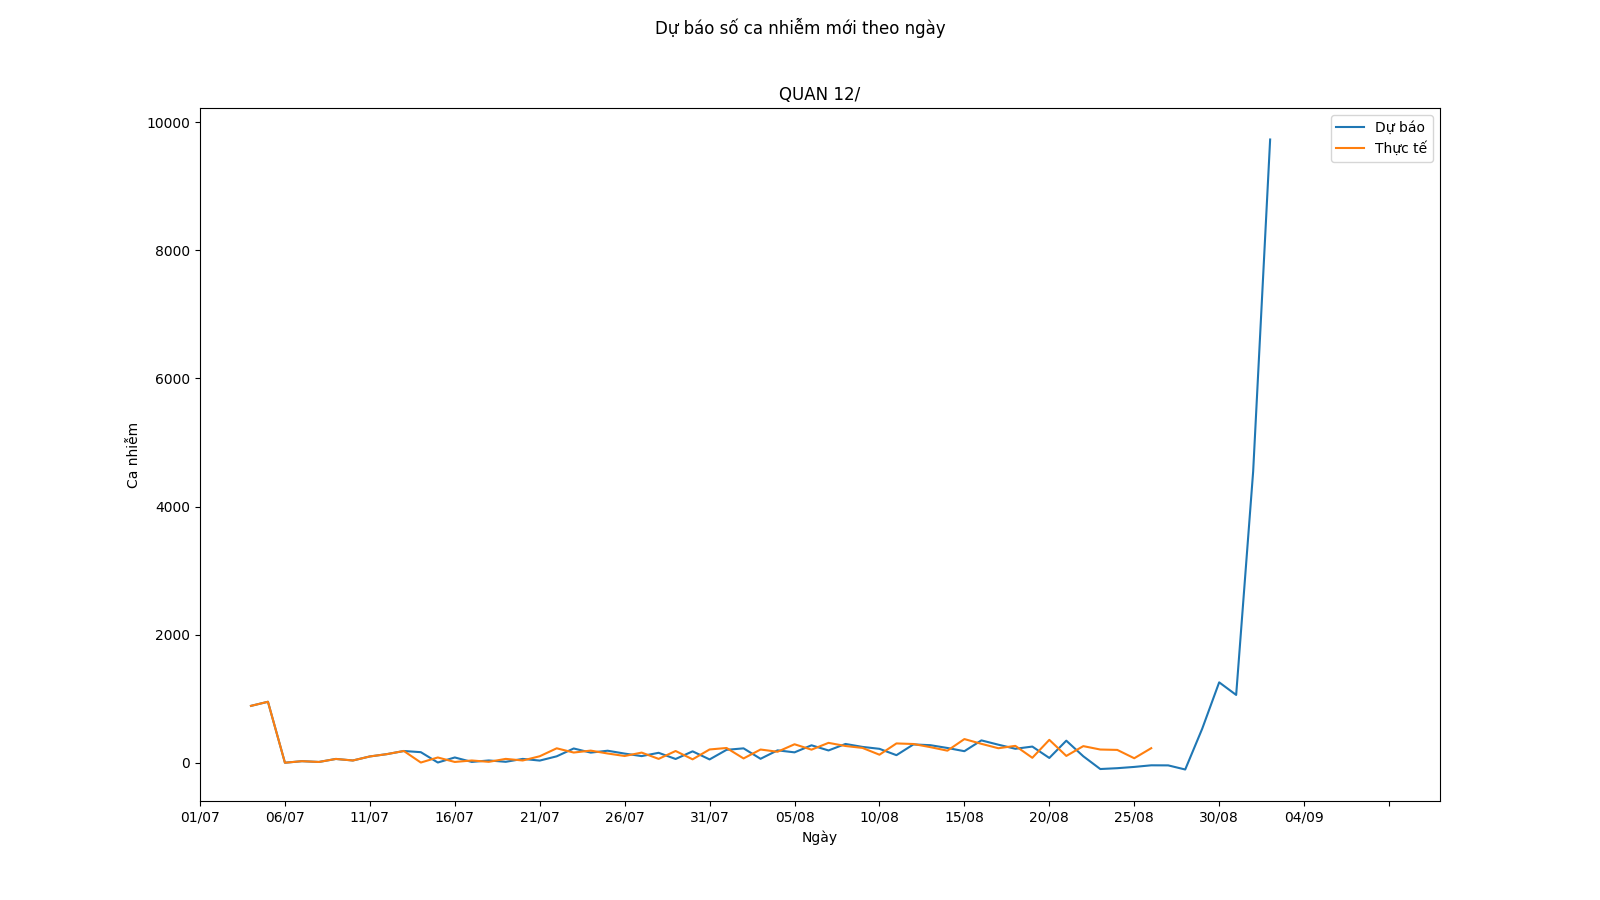 Dự báo số ca nhiễm mới theo ngày
QUAN 12/
10000
8000
6000
4000
2000
0
Ca nhiễm
Dự báo
Thực tế
01/07 06/07 11/07 16/07 21/07 26/07 31/07 05/08 10/08 15/08 20/08 25/08 30/08 04/09
Ngày